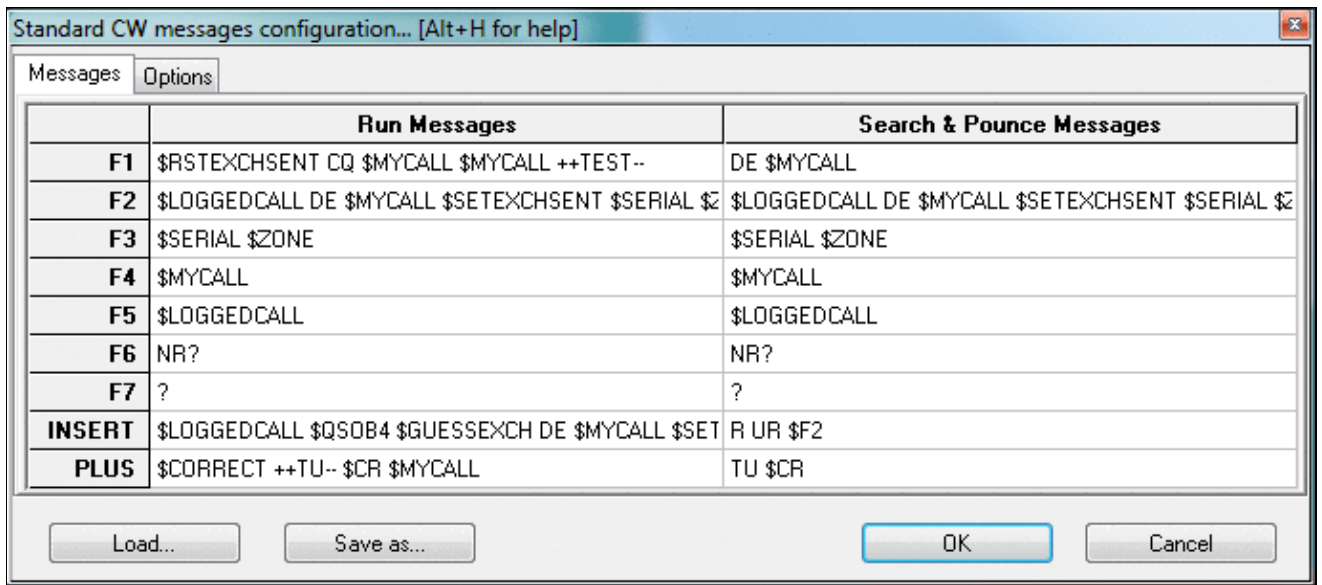 Standard CW messages configuration... [Alt+H for help]
Messages Options
Run Messages Search & Pounce Messages
F1 $RSTEXCHSENT CQ $MYCALL $MYCALL ++TEST-- DE $MYCALL
F2 $LOGGEDCALL DE $MYCALL $SETEXCHSENT $SERIAL $Z $LOGGEDCALL DE $MYCALL $SETEXCHSENT $SERIAL $Z
F3 $SERIAL $ZONE $SERIAL $ZONE
F4 $MYCALL $MYCALL
F5 $LOGGEDCALL $LOGGEDCALL
F6 NR? NR?
F7 ? ?
INSERT $LOGGEDCALL $QSOB4 $GUESSEXCH DE $MYCALL $SET R UR $F2
PLUS $CORRECT ++TU-- $CR $MYCALL TU $CR
Load... Save as... OK Cancel